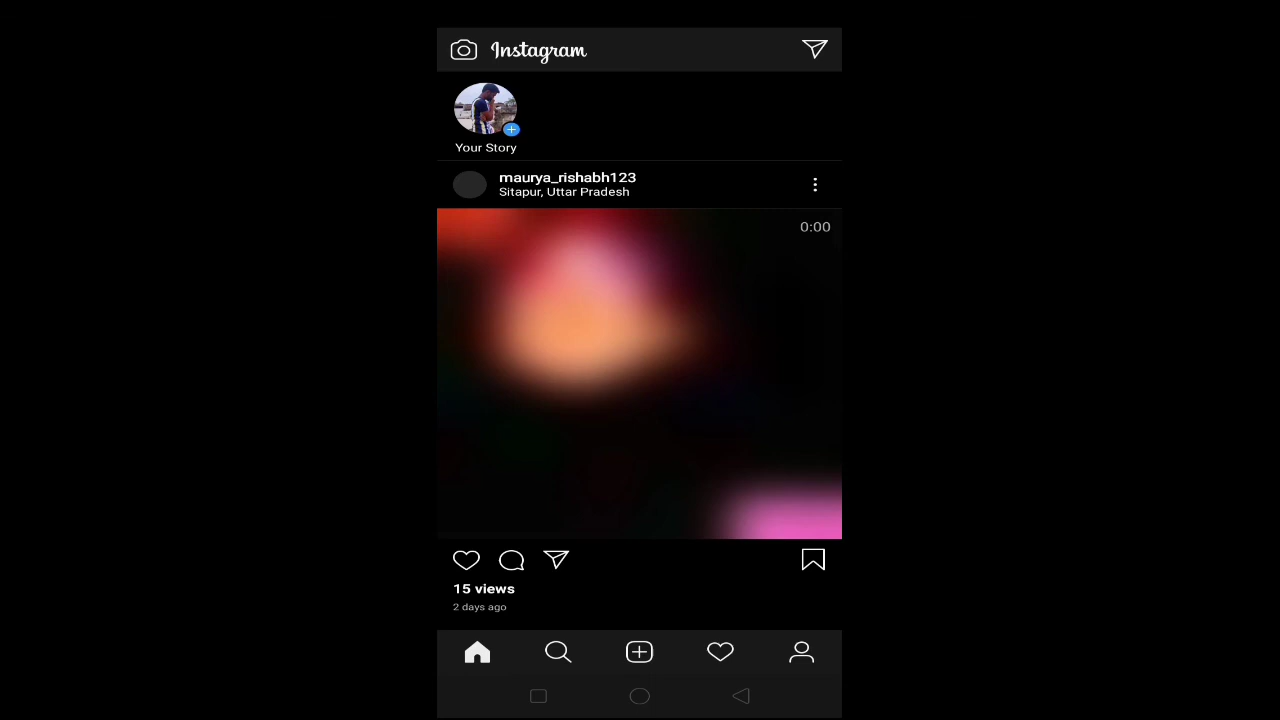 Instagram
Your Story
maurya_rishabh123
Sitapur, Uttar Pradesh
0:00
15 views
2 days ago